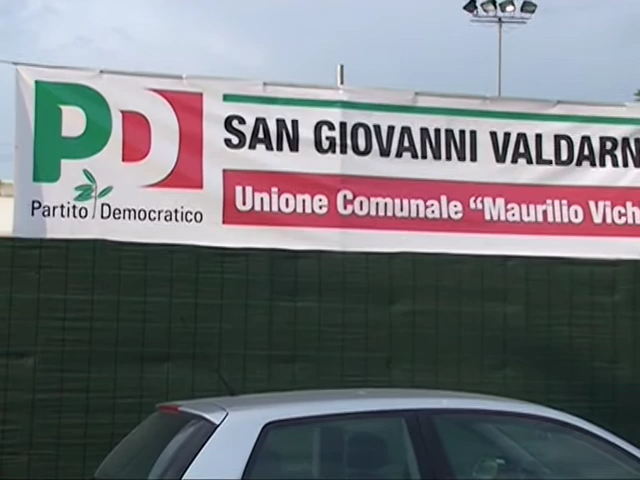 PD
Partito Democratico
SAN GIOVANNI VALDARN
Unione Comunale "Maurilio Vich